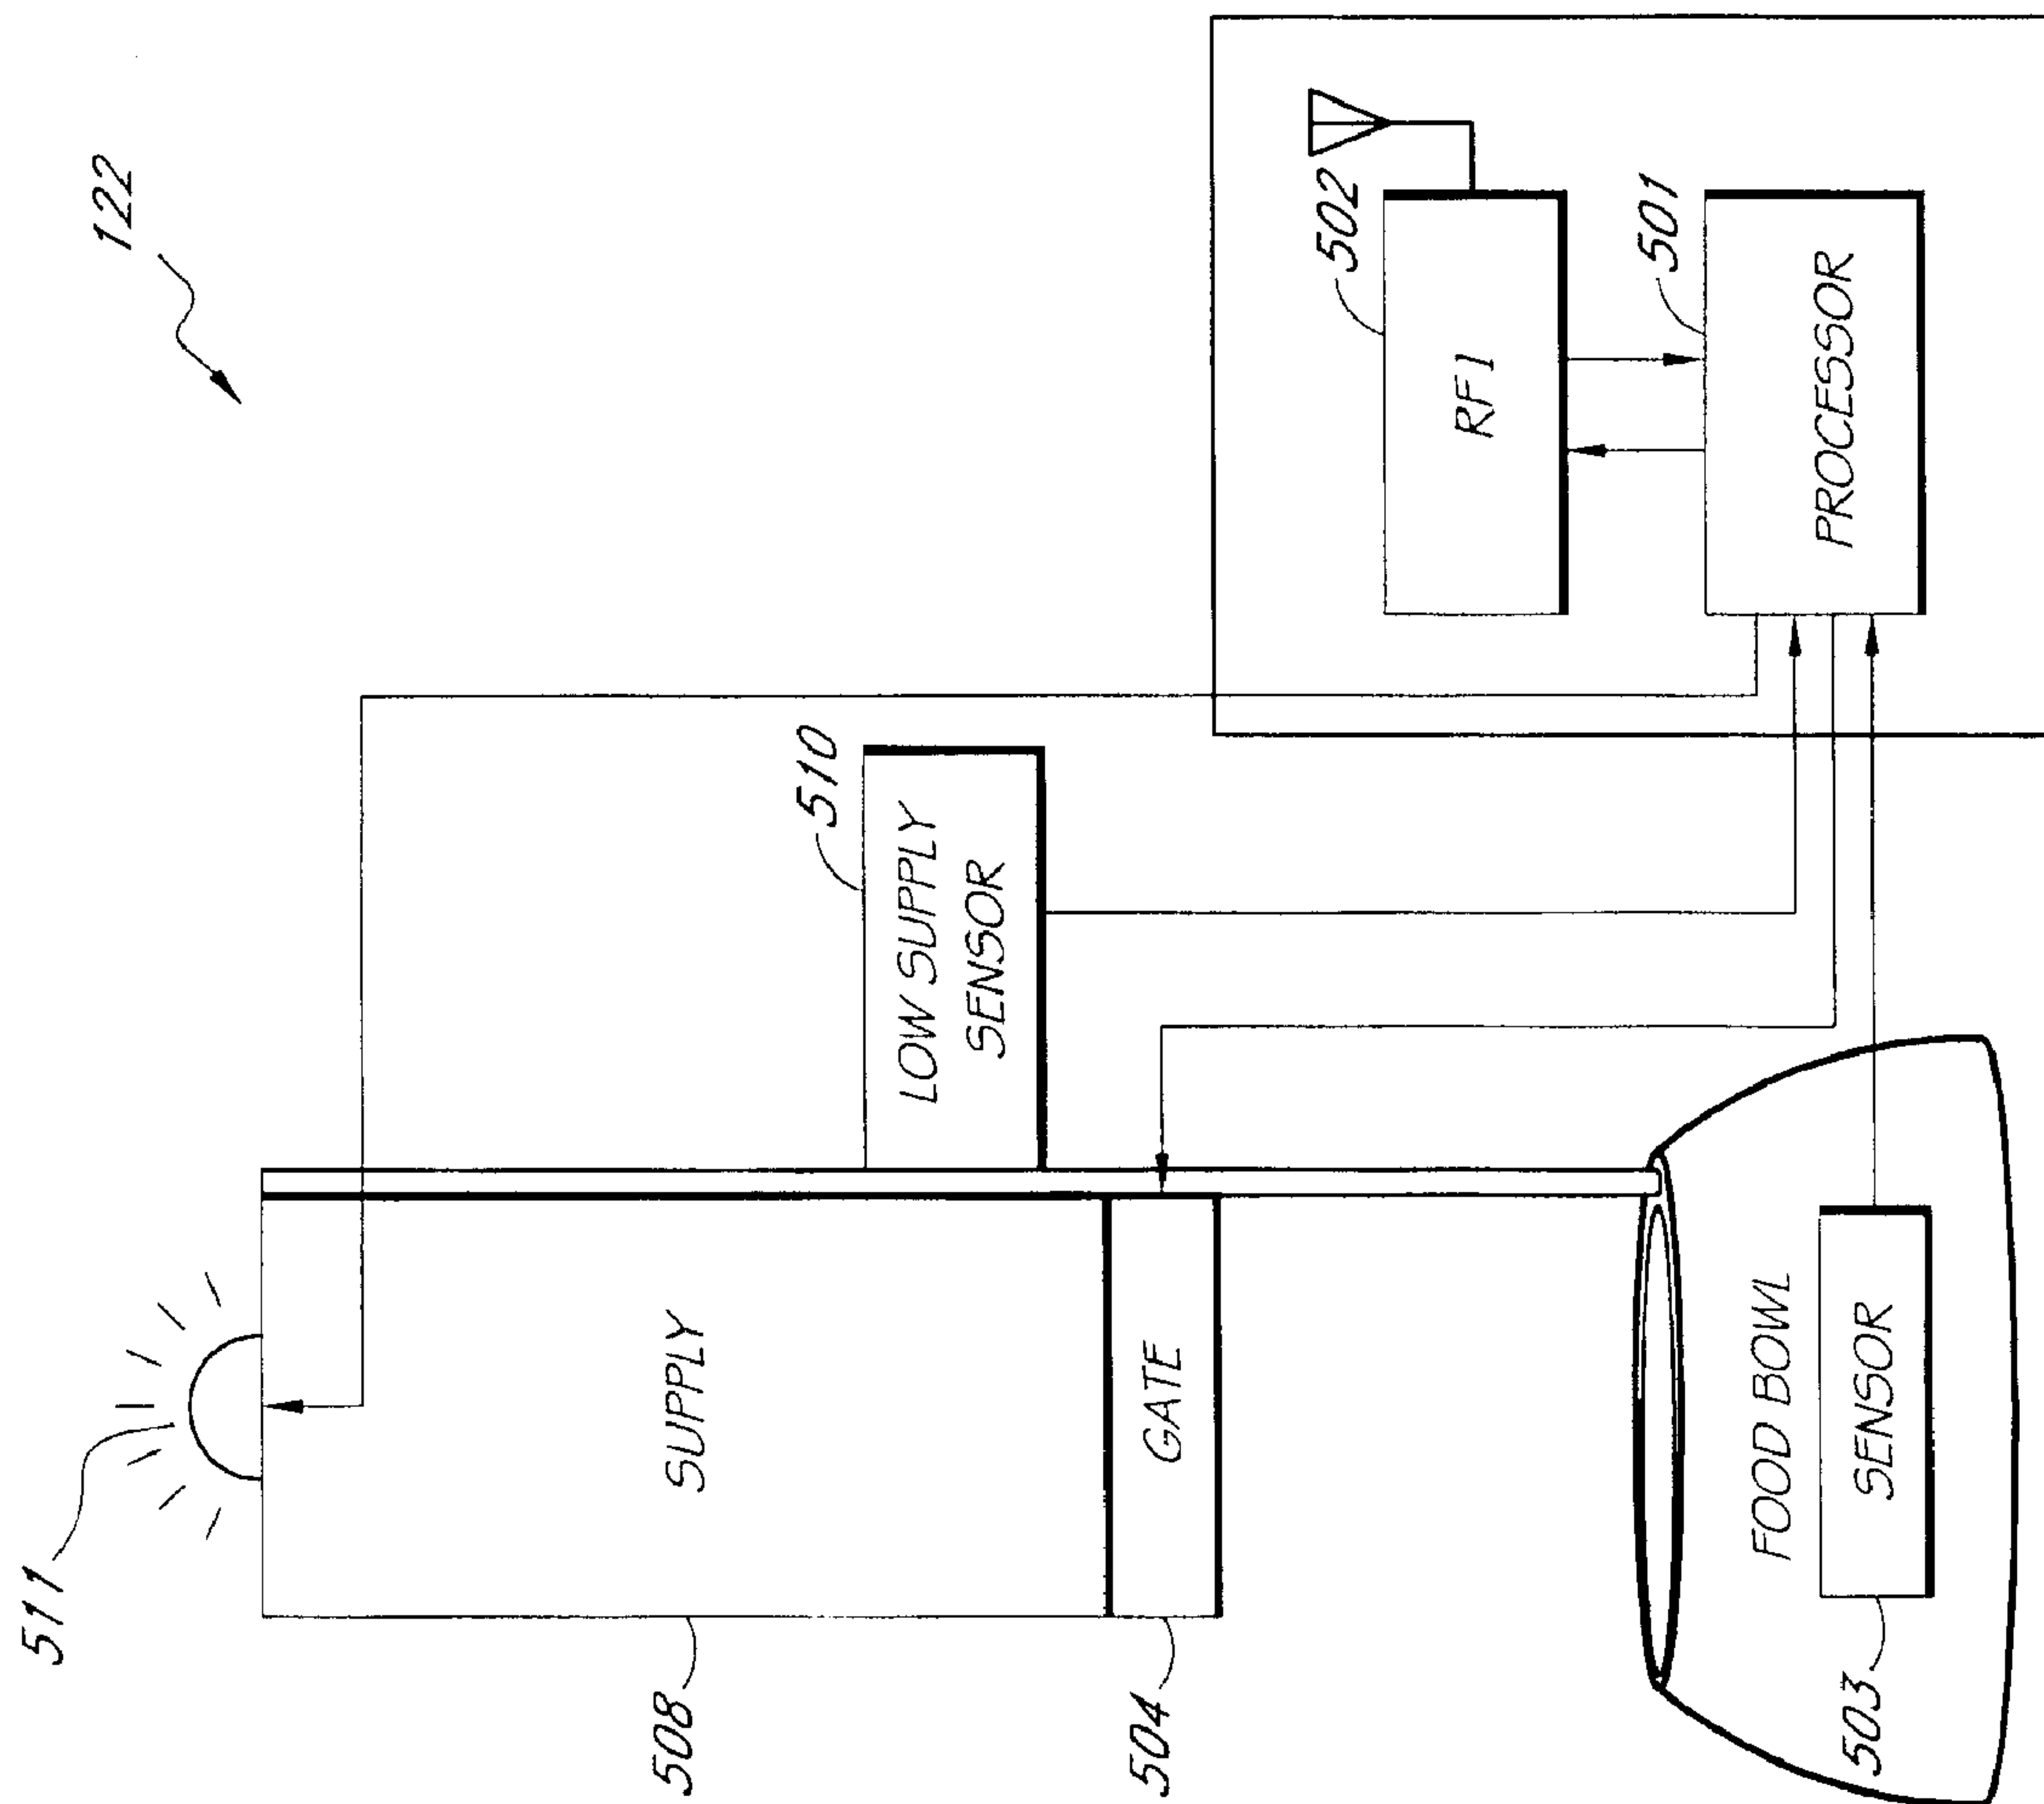 122
511
SUPPLY
508
GATE
504
LOW SUPPLY
SENSOR
510
RF1
502
PROCESSOR
501
FOOD BOWL
SENSOR
503